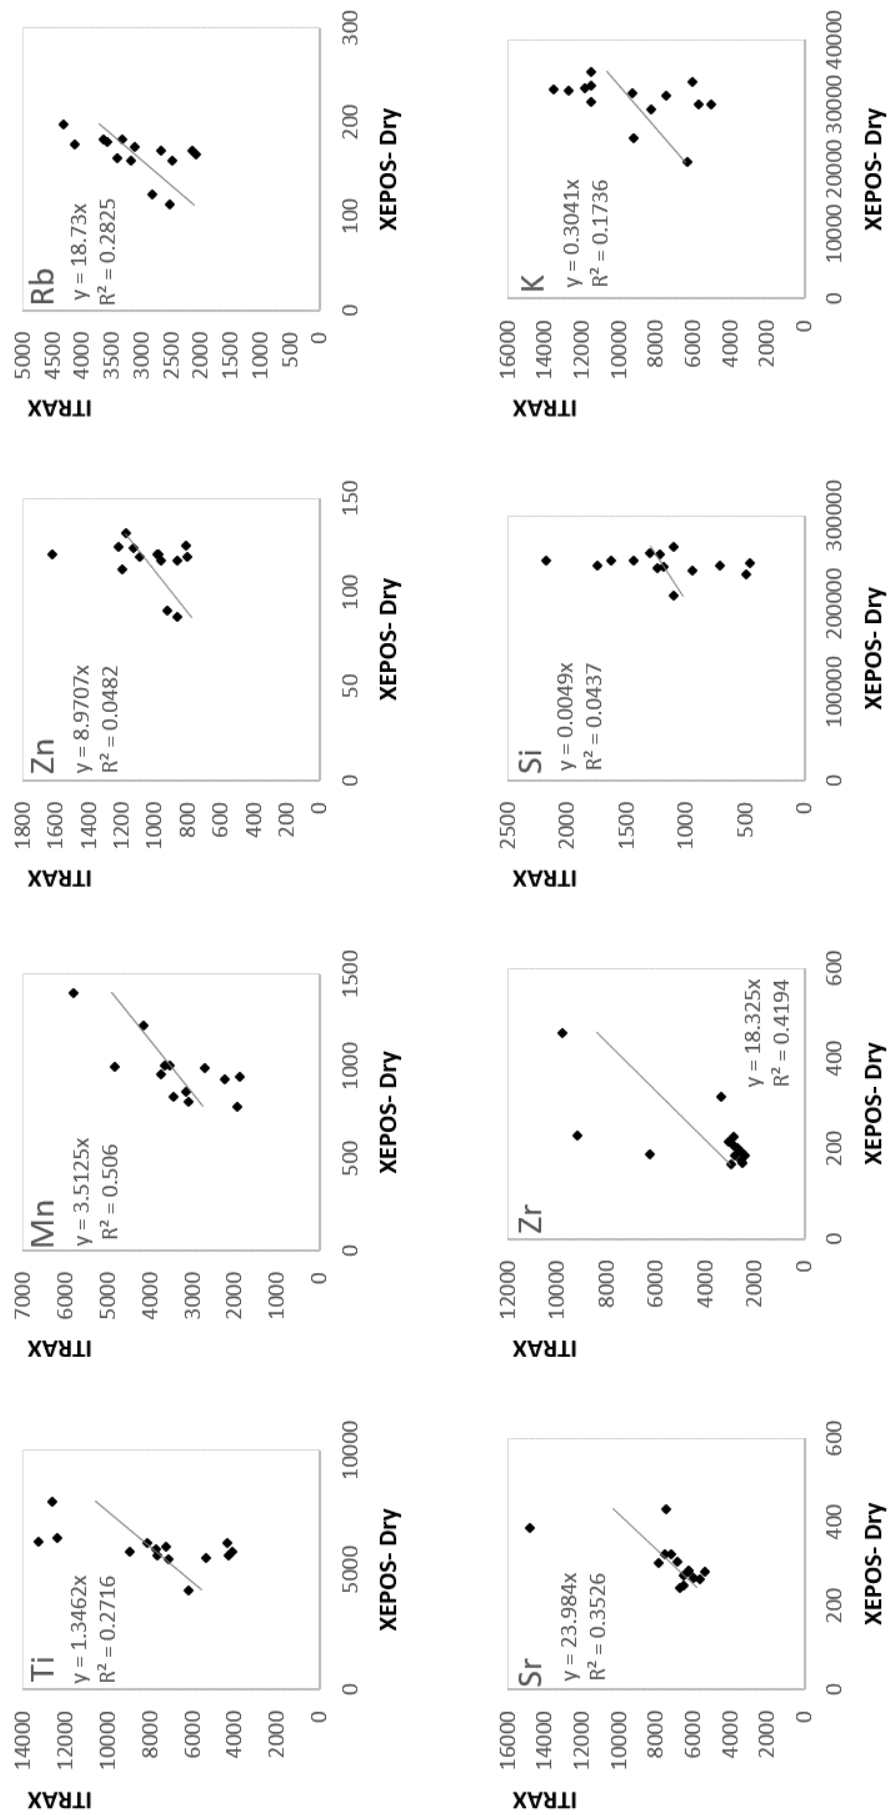 Ti
y = 1.3462x
R² = 0.2716
ITRAX
14000
12000
10000
8000
6000
4000
2000
0
0
5000
10000
XEPOS- Dry
Mn
y = 3.5125x
R² = 0.506
ITRAX
7000
6000
5000
4000
3000
2000
1000
0
0
500
1000
1500
XEPOS- Dry
Zn
y = 8.9707x
R² = 0.0482
ITRAX
1800
1600
1400
1200
1000
800
600
400
200
0
0
50
100
150
XEPOS- Dry
Rb
y = 18.73x
R² = 0.2825
ITRAX
5000
4500
4000
3500
3000
2500
2000
1500
1000
500
0
0
100
200
300
XEPOS- Dry
Sr
y = 23.984x
R² = 0.3526
ITRAX
16000
14000
12000
10000
8000
6000
4000
2000
0
0
200
400
600
XEPOS- Dry
Zr
y = 18.325x
R² = 0.4194
ITRAX
12000
10000
8000
6000
4000
2000
0
0
200
400
600
XEPOS- Dry
Si
y = 0.0049x
R² = 0.0437
ITRAX
2500
2000
1500
1000
500
0
0
100000
200000
300000
XEPOS- Dry
K
y = 0.3041x
R² = 0.1736
ITRAX
16000
14000
12000
10000
8000
6000
4000
2000
0
0
10000
20000
30000
40000
XEPOS- Dry